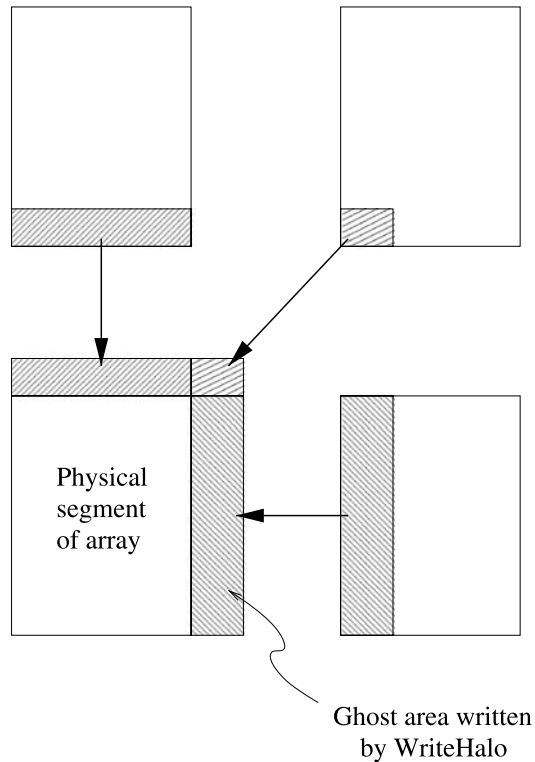 Physical
segment
of array
Ghost area written
by WriteHalo